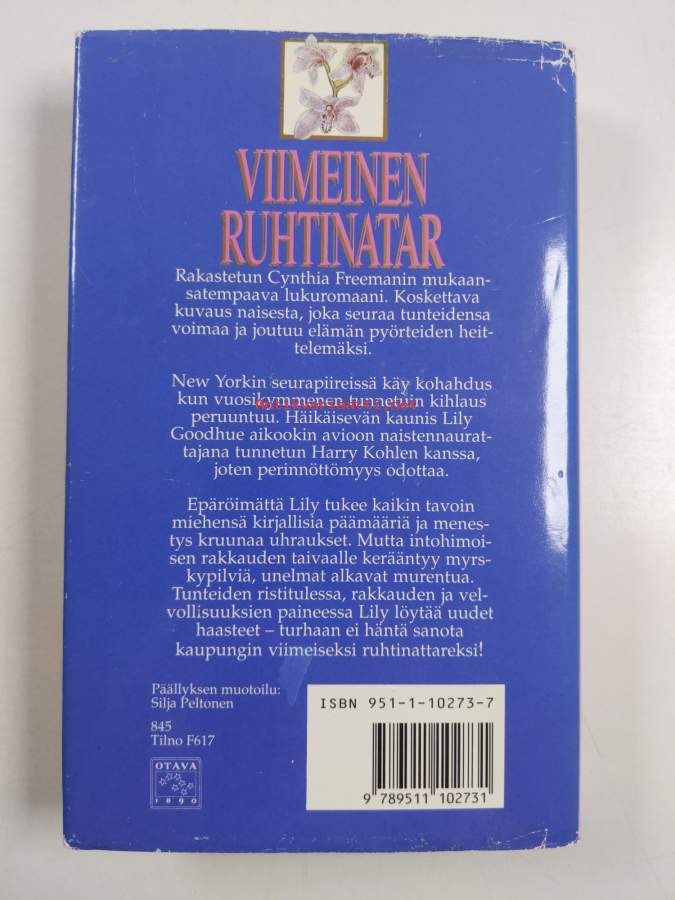 VIIMEINEN
RUHTINATAR
Rakastetun Cynthia Freemanin mukaan-
satempaava lukuromaani. Koskettava
kuvaus naisesta, joka seuraa tunteidensa
voimaa ja joutuu elämän pyörteiden heit-
telemäksi.
New Yorkin seurapiireissä käy kohahdus
kun vuosikymmenen tunnetuin kihlaus
Antikvariaatti.net
peruuntuu. Häikäisevän kaunis Lily
Goodhue aikookin avioon naistennaurat-
tajana tunnetun Harry Kohlen kanssa,
joten perinnöttömyys odottaa.
Epäröimättä Lily tukee kaikin tavoin
miehensä kirjallisia päämääriä ja menes-
tys kruunaa uhraukset. Mutta intohimoi-
sen rakkauden taivaalle kerääntyy myrs-
kypilviä, unelmat alkavat murentua.
Tunteiden ristitulessa, rakkauden ja vel-
vollisuuksien paineessa Lily löytää uudet
haasteet – turhaan ei häntä sanota
kaupungin viimeiseksi ruhtinattareksi!
Päällyksen muotoilu:
Silja Peltonen
845
Tilno F617
OTAVA
1890
ISBN 951-1-10273-7
9 789511 102731